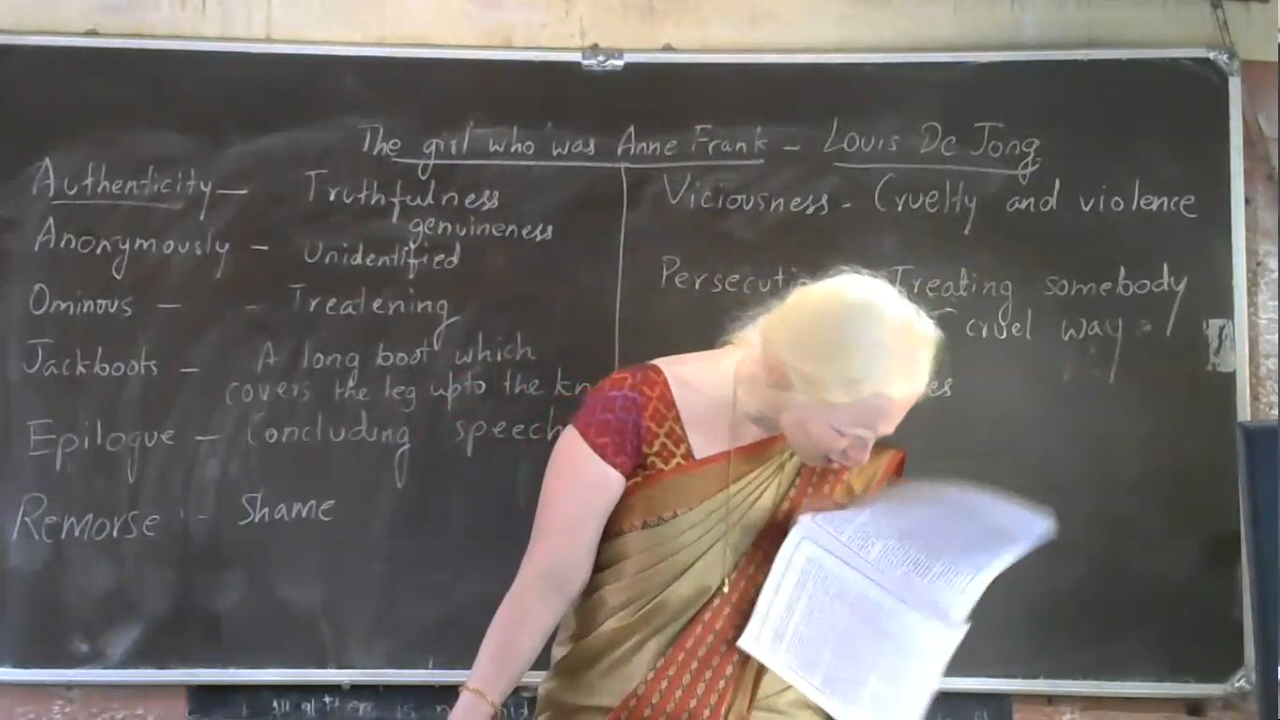 The girl who was Anne Frank - Louis De Jong
Authenticity - Truthfulness
genuineness
Anonymously - Unidentified
Ominous - - Treatening
Jackboots - A long boot which
covers the leg upto the
Epilogue - Concluding speech
Remorse - Shame
Viciousness - Cruelty and violence
Treating somebody
cruel way.